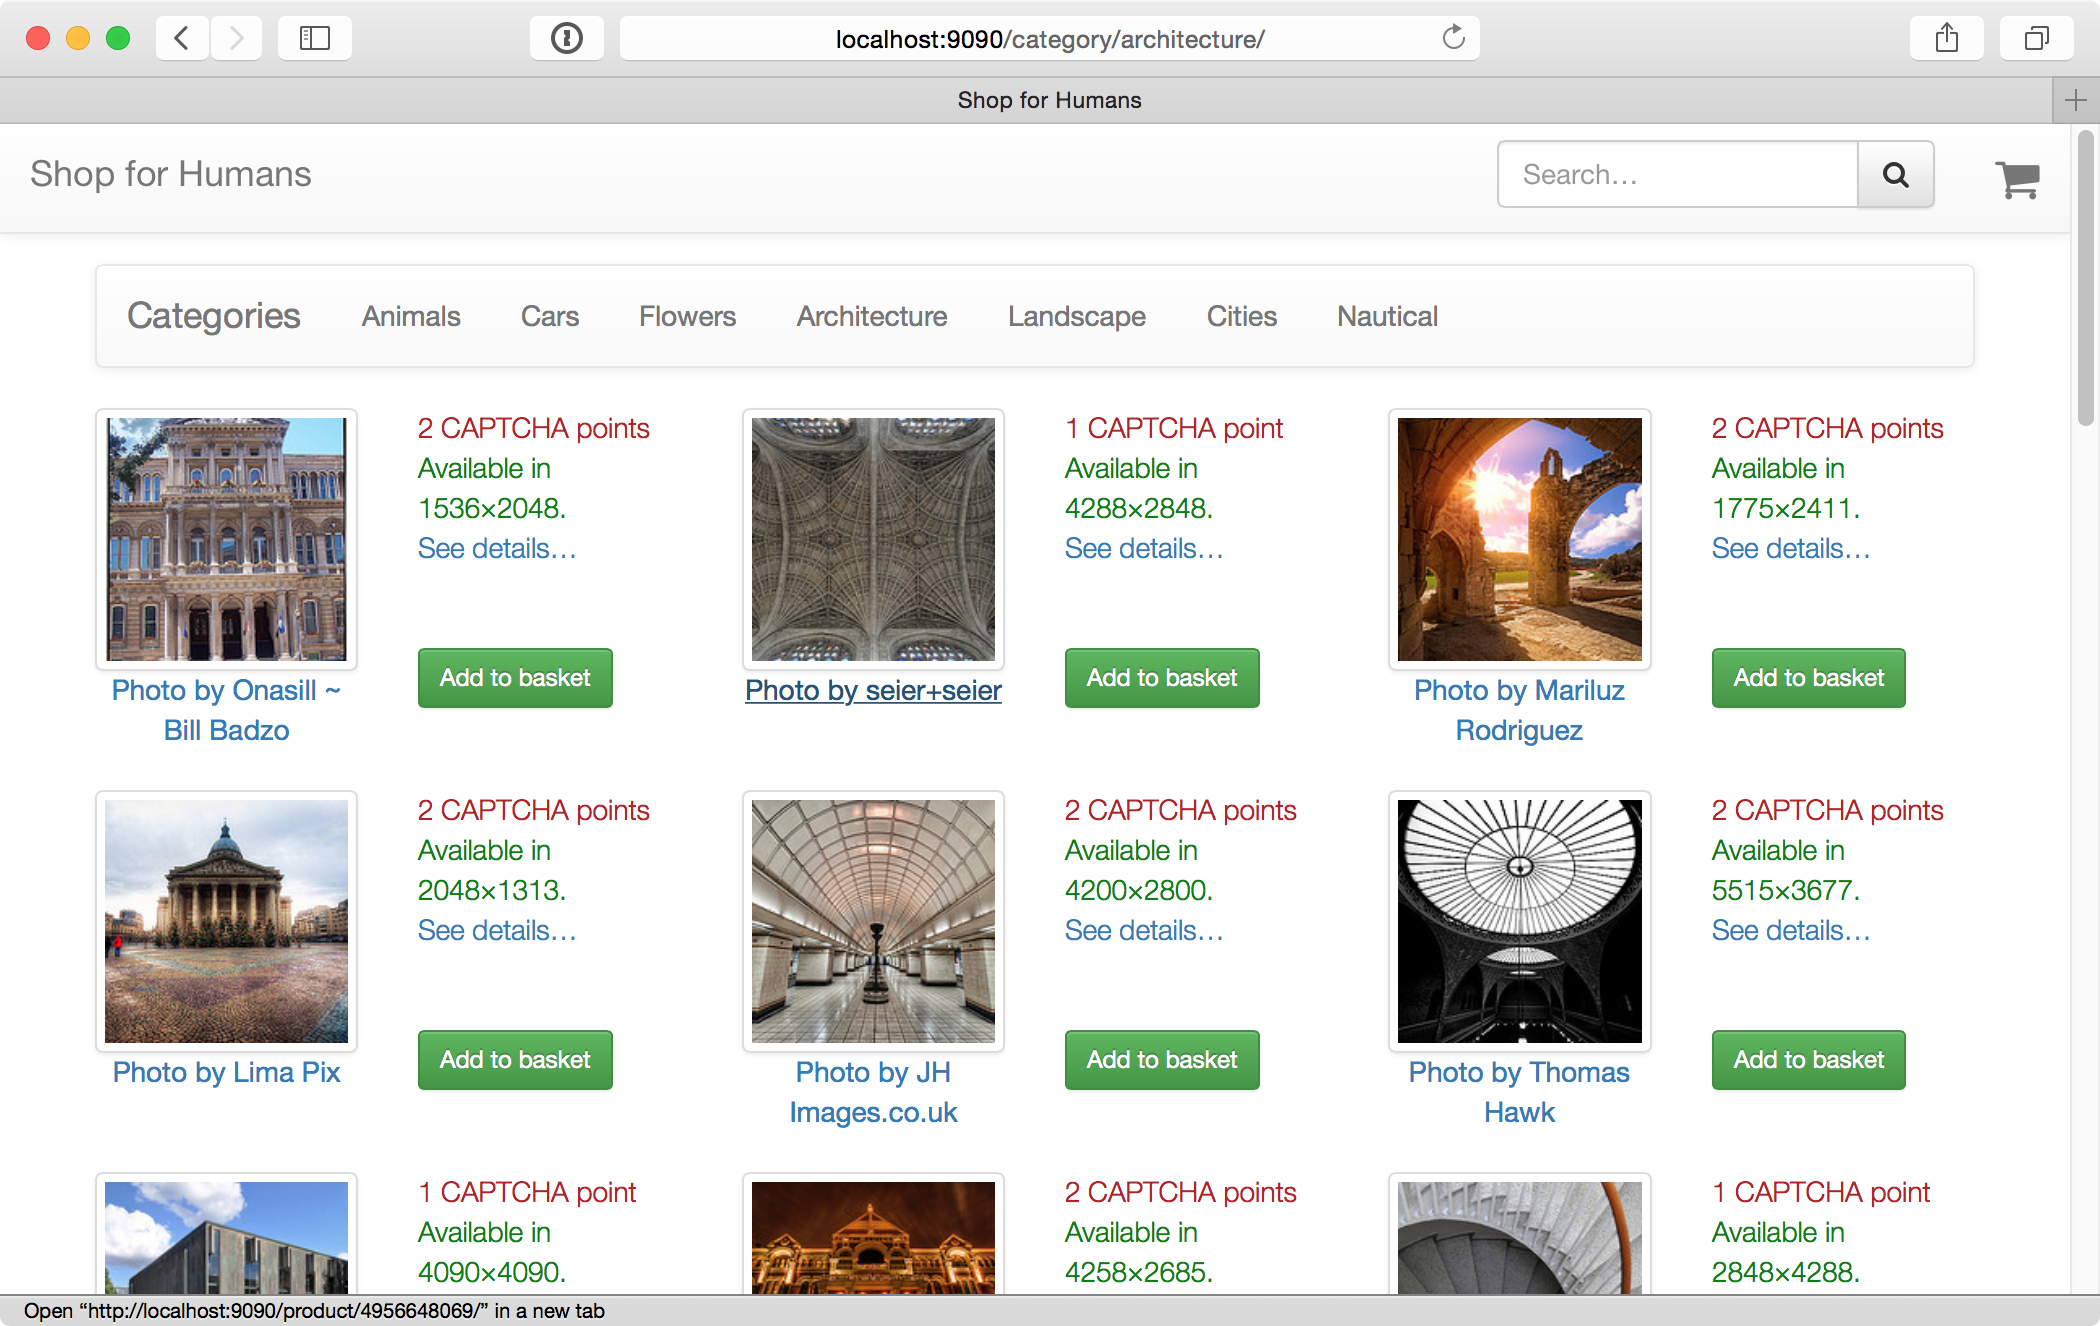 localhost:9090/category/architecture/
Shop for Humans
Shop for Humans
Search…
Categories Animals Cars Flowers Architecture Landscape Cities Nautical
2 CAPTCHA points
Available in
1536×2048.
See details…
Add to basket
Photo by Onasill ~
Bill Badzo
1 CAPTCHA point
Available in
4288×2848.
See details…
Add to basket
Photo by seier+seier
2 CAPTCHA points
Available in
1775×2411.
See details…
Add to basket
Photo by Mariluz
Rodriguez
2 CAPTCHA points
Available in
2048×1313.
See details…
Add to basket
Photo by Lima Pix
2 CAPTCHA points
Available in
4200×2800.
See details…
Add to basket
Photo by JH
Images.co.uk
2 CAPTCHA points
Available in
5515×3677.
See details…
Add to basket
Photo by Thomas
Hawk
1 CAPTCHA point
Available in
4090×4090.
2 CAPTCHA points
Available in
4258×2685.
1 CAPTCHA point
Available in
2848×4288.
Open “http://localhost:9090/product/4956648069/” in a new tab